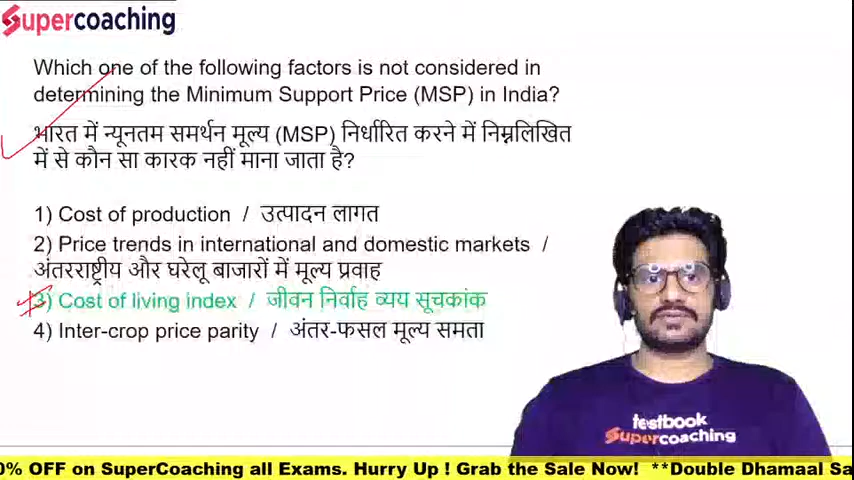 Supercoaching
Which one of the following factors is not considered in
determining the Minimum Support Price (MSP) in India?
भारत में न्यूनतम समर्थन मूल्य (MSP) निर्धारित करने में निम्नलिखित
में से कौन सा कारक नहीं माना जाता है?
1) Cost of production / उत्पादन लागत
2) Price trends in international and domestic markets /
अंतरराष्ट्रीय और घरेलू बाजारों में मूल्य प्रवाह
3) Cost of living index / जीवन निर्वाह व्यय सूचकांक
4) Inter-crop price parity / अंतर-फसल मूल्य समता
testbook
Supercoaching
0% OFF on SuperCoaching all Exams. Hurry Up ! Grab the Sale Now! **Double Dhamaal Sa